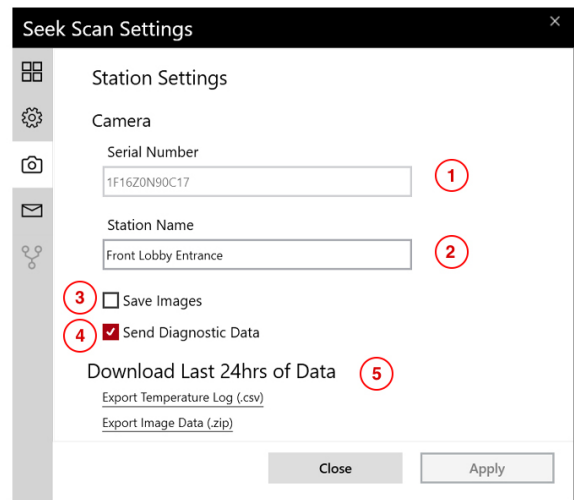 Seek Scan Settings
Station Settings
Camera
Serial Number
1F16Z0N90C17
1
Station Name
Front Lobby Entrance
2
3
Save Images
4
Send Diagnostic Data
Download Last 24hrs of Data
5
Export Temperature Log (.csv)
Export Image Data (.zip)
Close
Apply